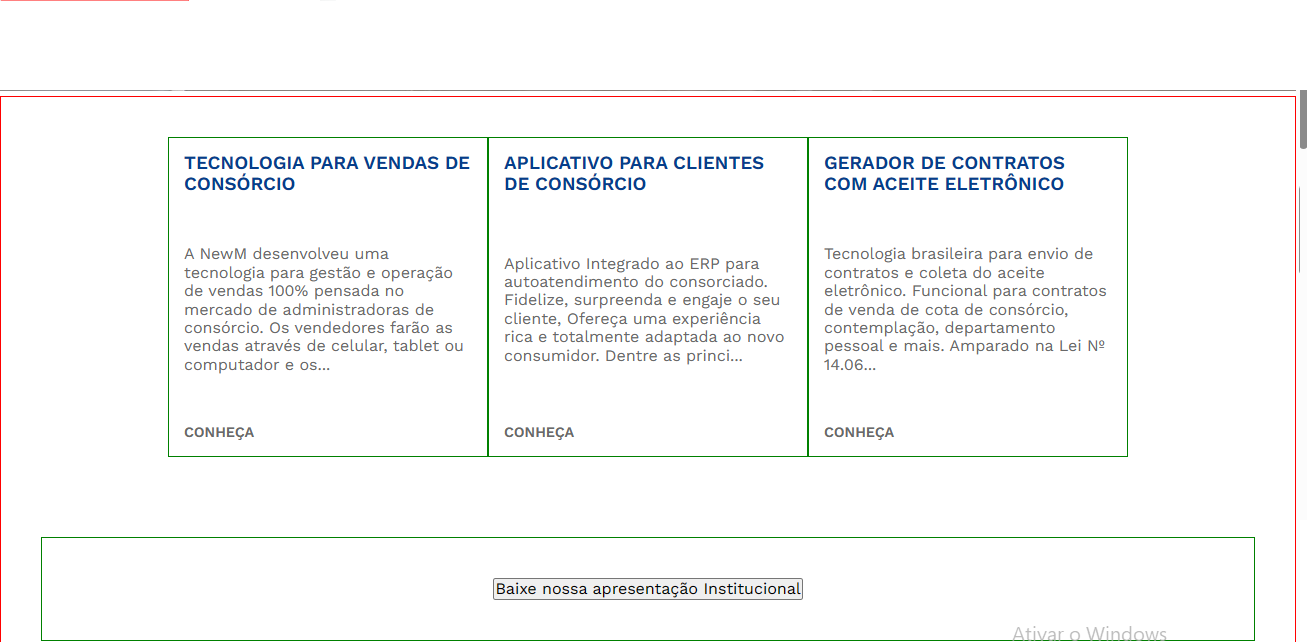 TECNOLOGIA PARA VENDAS DE
CONSÓRCIO
A NewM desenvolveu uma
tecnologia para gestão e operação
de vendas 100% pensada no
mercado de administradoras de
consórcio. Os vendedores farão as
vendas através de celular, tablet ou
computador e os...
CONHEÇA
APLICATIVO PARA CLIENTES
DE CONSÓRCIO
Aplicativo Integrado ao ERP para
autoatendimento do consorciado.
Fidelize, surpreenda e engaje o seu
cliente, Ofereça uma experiência
rica e totalmente adaptada ao novo
consumidor. Dentre as princi...
CONHEÇA
GERADOR DE CONTRATOS
COM ACEITE ELETRÔNICO
Tecnologia brasileira para envio de
contratos e coleta do aceite
eletrônico. Funcional para contratos
de venda de cota de consórcio,
contemplação, departamento
pessoal e mais. Amparado na Lei Nº
14.06...
CONHEÇA
Baixe nossa apresentação Institucional
Ativar o Windows